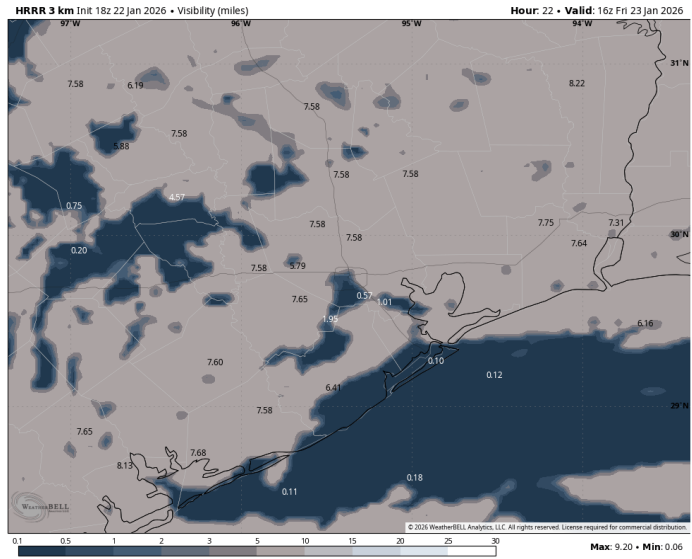 HRRR 3 km Init 18z 22 Jan 2026 • Visibility (miles) Hour: 22 • Valid: 16z Fri 23 Jan 2026
97°W 96°W 95°W 94°W
31°N
7.58 6.19 8.22
7.58
7.58
5.88
7.58 7.58
4.57
0.75
7.58 7.75 7.31
7.58 7.64
30°N
0.20
7.58 5.79
7.65 0.57 1.01
1.95 6.16
7.60 0.10
0.12
6.41
7.58 29°N
7.65
7.68
8.13
0.18
0.11
WEATHERBELL
© 2026 WeatherBELL Analytics, LLC. All rights reserved. License required for commercial distribution.
0.1 0.5 1 2 3 5 10 15 20 25 30
Max: 9.20 • Min: 0.06